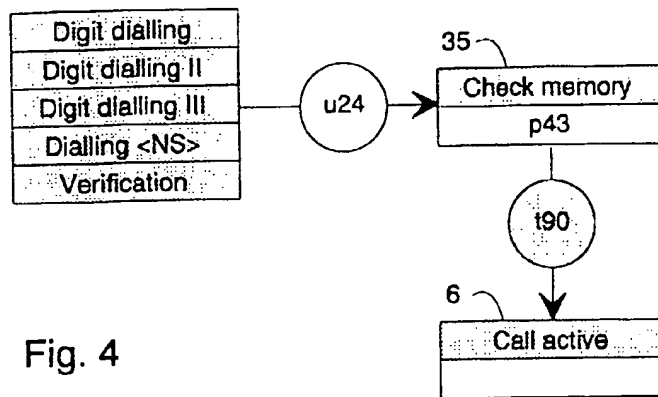 Digit dialling
Digit dialling II
Digit dialling III
Dialling <NS>
Verification
u24
35
Check memory
p43
t90
6
Call active
Fig. 4